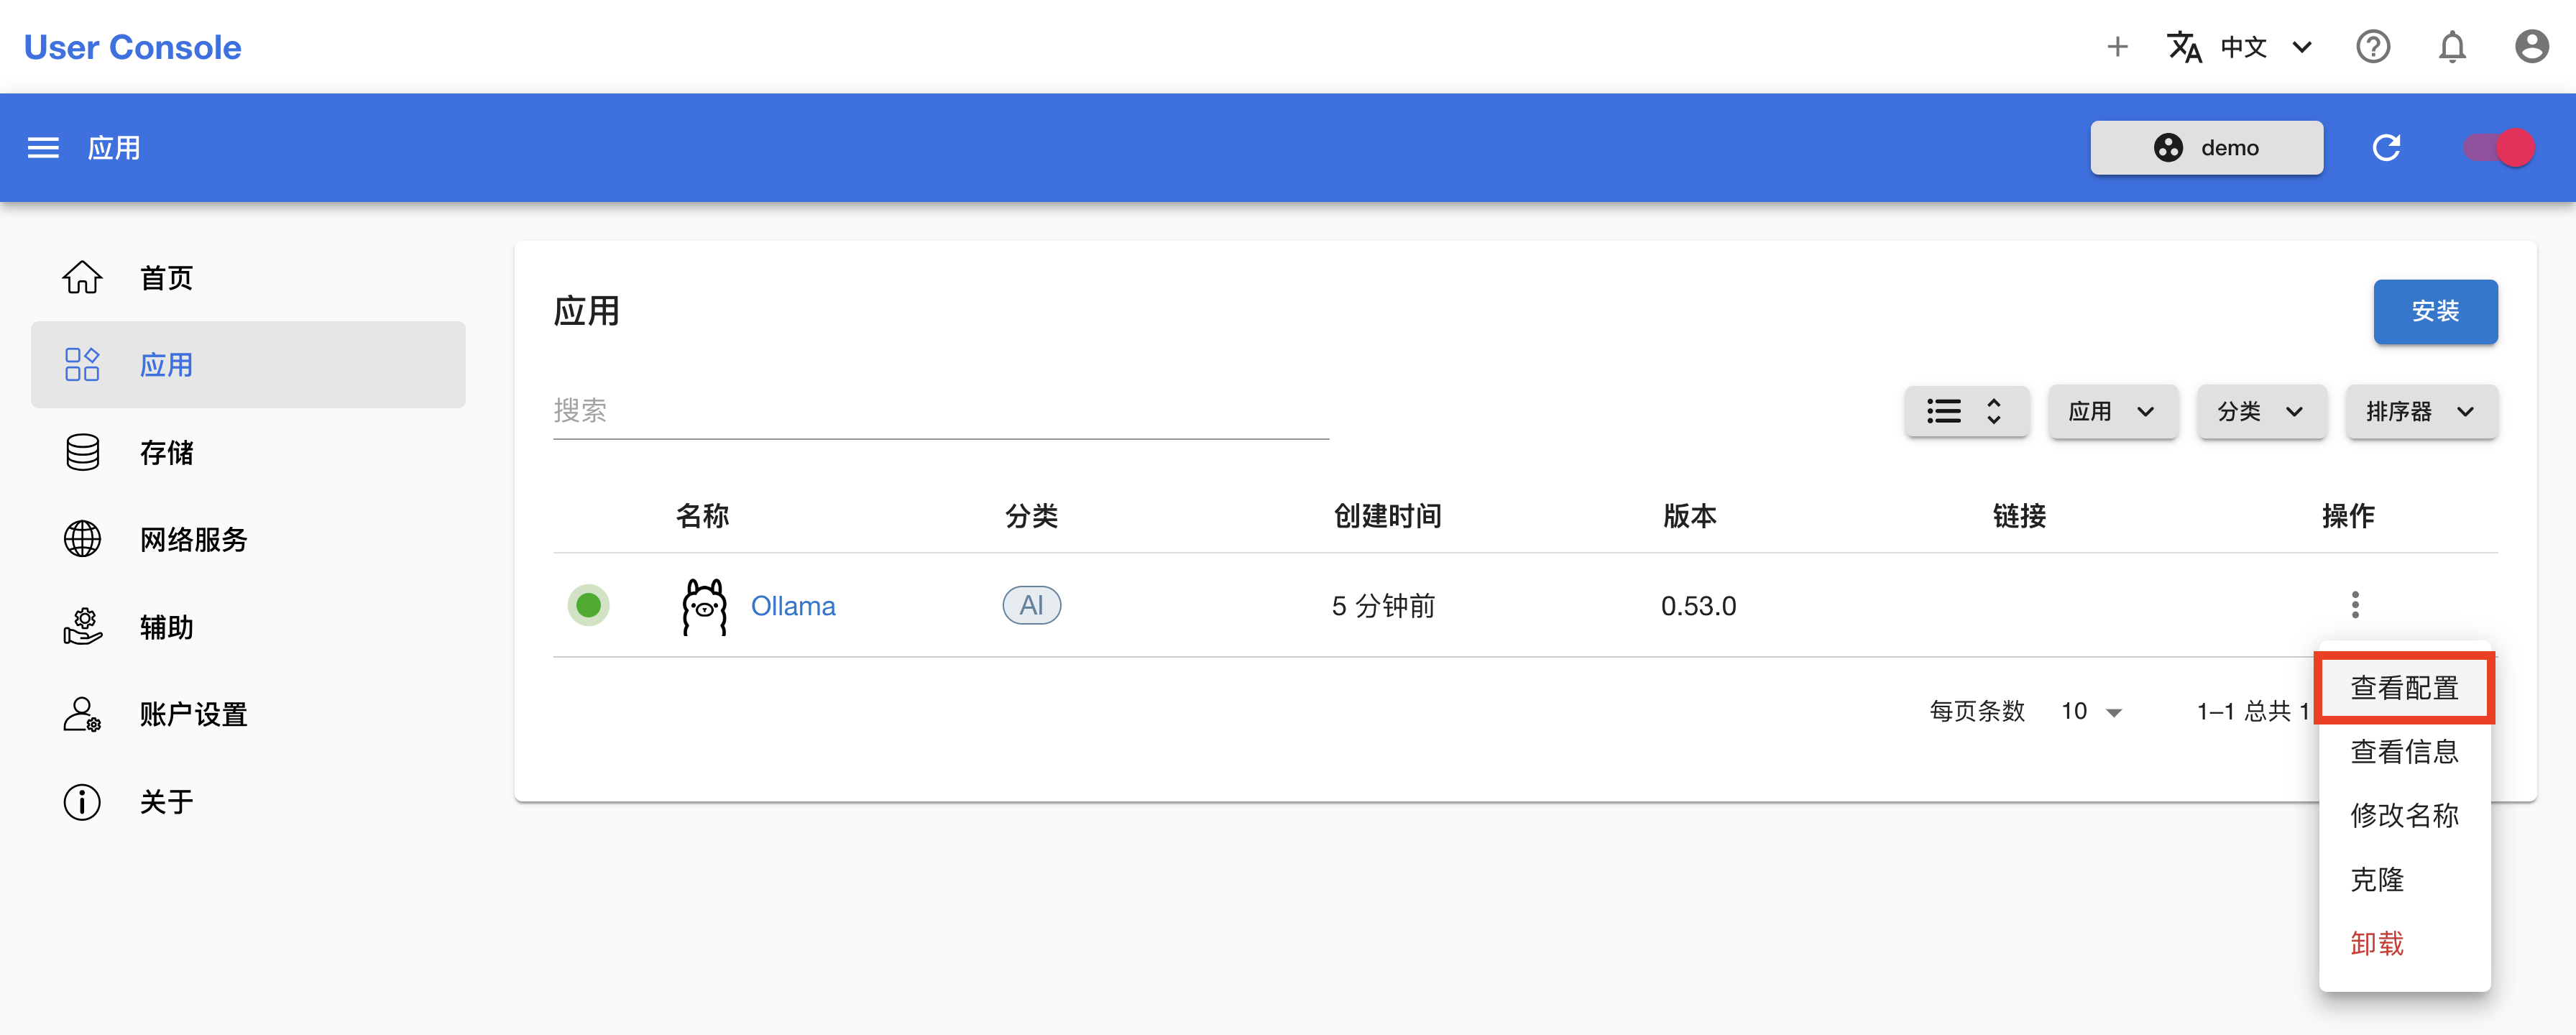 User Console
中文
应用
demo
首页
应用
存储
网络服务
辅助
账户设置
关于
应用
安装
搜索
应用
分类
排序器
名称 分类 创建时间 版本 链接 操作
Ollama AI 5 分钟前 0.53.0
每页条数 10 1–1 总共 1
查看配置
查看信息
修改名称
克隆
卸载